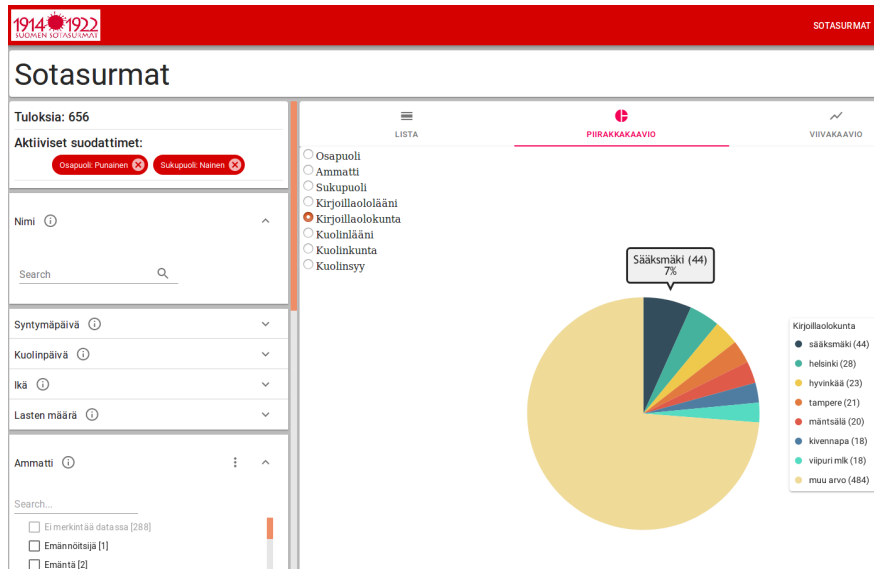 1914 1922
SUOMEN SOTASURMAT
SOTASURMAT
Sotasurmat
Tuloksia: 656
Aktiiviset suodattimet:
Osapuoli: Punainen
Sukupuoli: Nainen
Nimi
Search
Syntymäpäivä
Kuolinpäivä
Ikä
Lasten määrä
Ammatti
Search...
Ei merkintää datassa [288]
Emännöitsijä [1]
Emäntä [2]
LISTA
PIIRAKKAKAAVIO
VIIVAKAAVIO
Osapuoli
Ammatti
Sukupuoli
Kirjoillaololääni
Kirjoillaolokunta
Kuolinlääni
Kuolinkunta
Kuolinsyy
Sääksmäki (44)
7%
Kirjoillaolokunta
sääksmäki (44)
helsinki (28)
hyvinkää (23)
tampere (21)
mäntsälä (20)
kivennapa (18)
viipuri mlk (18)
muu arvo (484)